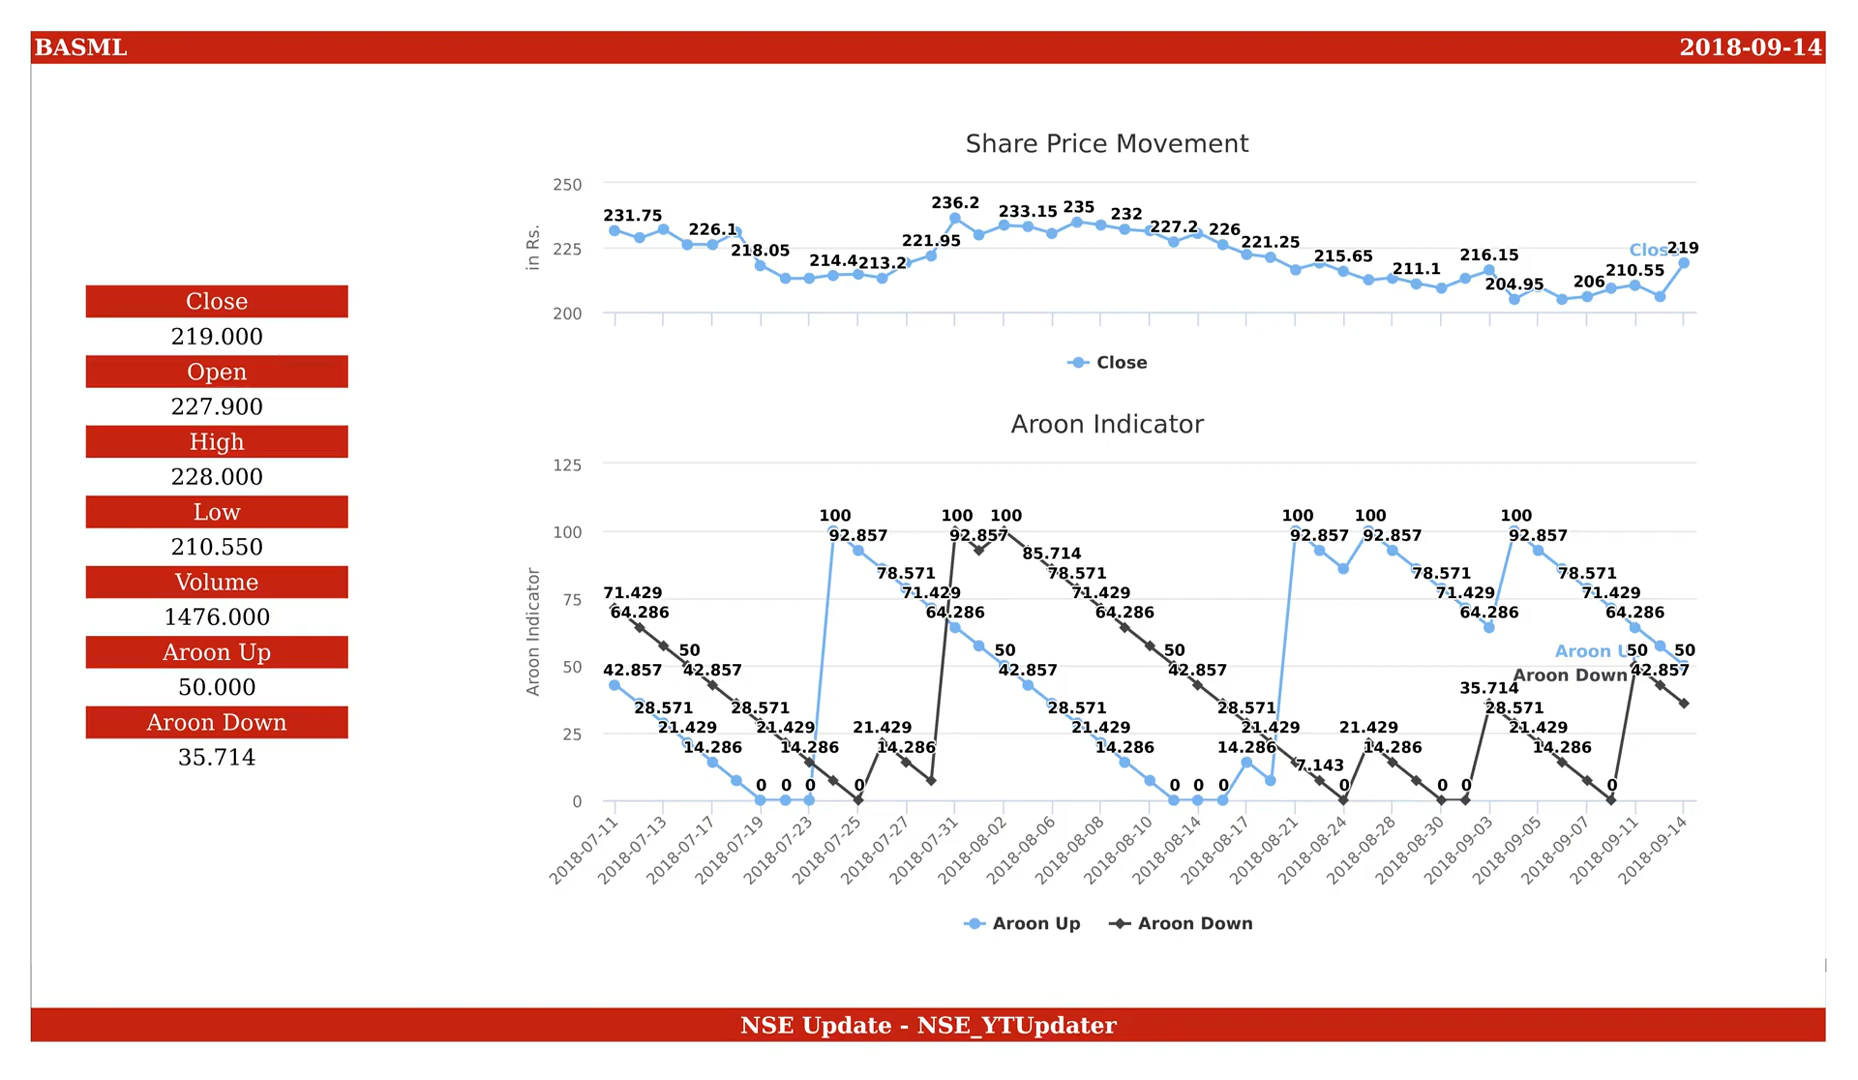 BASML 2018-09-14
Close
219.000
Open
227.900
High
228.000
Low
210.550
Volume
1476.000
Aroon Up
50.000
Aroon Down
35.714
Share Price Movement
in Rs.
250
225
200
231.75 226.1 218.05 214.4 213.2 221.95 236.2 233.15 235 232 227.2 226 221.25 215.65 211.1 216.15 204.95 206 210.55 219
Close
Aroon Indicator
Aroon Indicator
125
100
75
50
25
0
100 100 100 100 100 100
92.857 92.857 92.857 92.857 92.857
85.714
78.571 78.571 78.571 78.571
71.429 71.429 71.429 71.429 71.429
64.286 64.286 64.286 64.286 64.286
50 50 50 50 50
42.857 42.857 42.857 42.857 42.857
Aroon Down
35.714
28.571 28.571 28.571 28.571 28.571
21.429 21.429 21.429 21.429 21.429 21.429 21.429
14.286 14.286 14.286 14.286 14.286 14.286 14.286
7.143
0 0 0 0 0 0 0 0 0 0 0
2018-07-11 2018-07-13 2018-07-17 2018-07-19 2018-07-23 2018-07-25 2018-07-27 2018-07-31 2018-08-02 2018-08-06 2018-08-08 2018-08-10 2018-08-14 2018-08-17 2018-08-21 2018-08-24 2018-08-28 2018-08-30 2018-09-03 2018-09-05 2018-09-07 2018-09-11 2018-09-14
Aroon Up Aroon Down
NSE Update - NSE_YTUpdater